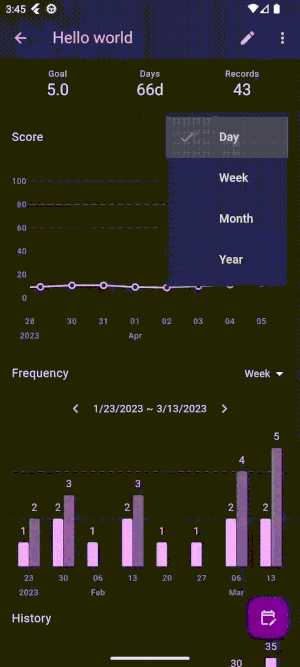 3:45
Hello world
Goal Days Records
5.0 66d 43
Score
Day
Week
Month
Year
100
80
60
40
20
0
28 30 31 01 02 03 04 05
2023 Apr
Frequency Week
1/23/2023 ~ 3/13/2023
1 2 2 3 1 2 3 1 1 2 4 2 5
23 30 06 13 20 27 06 13
2023 Feb Mar
History
35
30